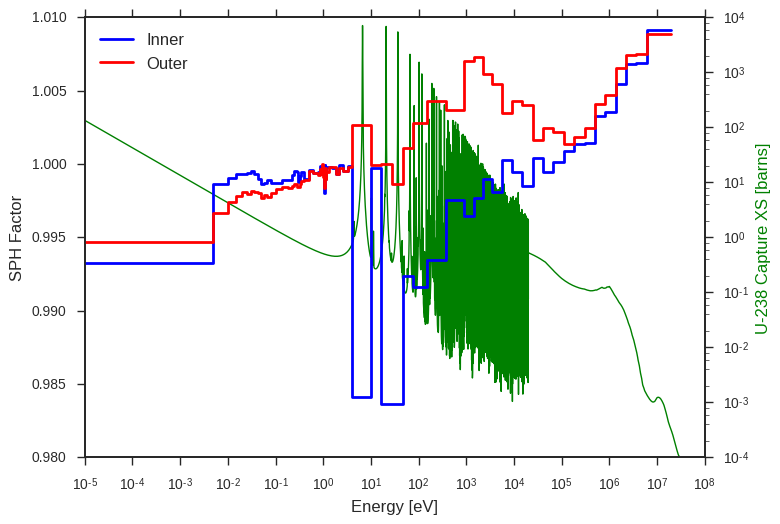 Inner
Outer
SPH Factor
1.010
1.005
1.000
0.995
0.990
0.985
0.980
10⁴
10³
10²
10¹
10⁰
10⁻¹
10⁻²
10⁻³
10⁻⁴
U-238 Capture XS [barns]
10⁻⁵ 10⁻⁴ 10⁻³ 10⁻² 10⁻¹ 10⁰ 10¹ 10² 10³ 10⁴ 10⁵ 10⁶ 10⁷ 10⁸
Energy [eV]